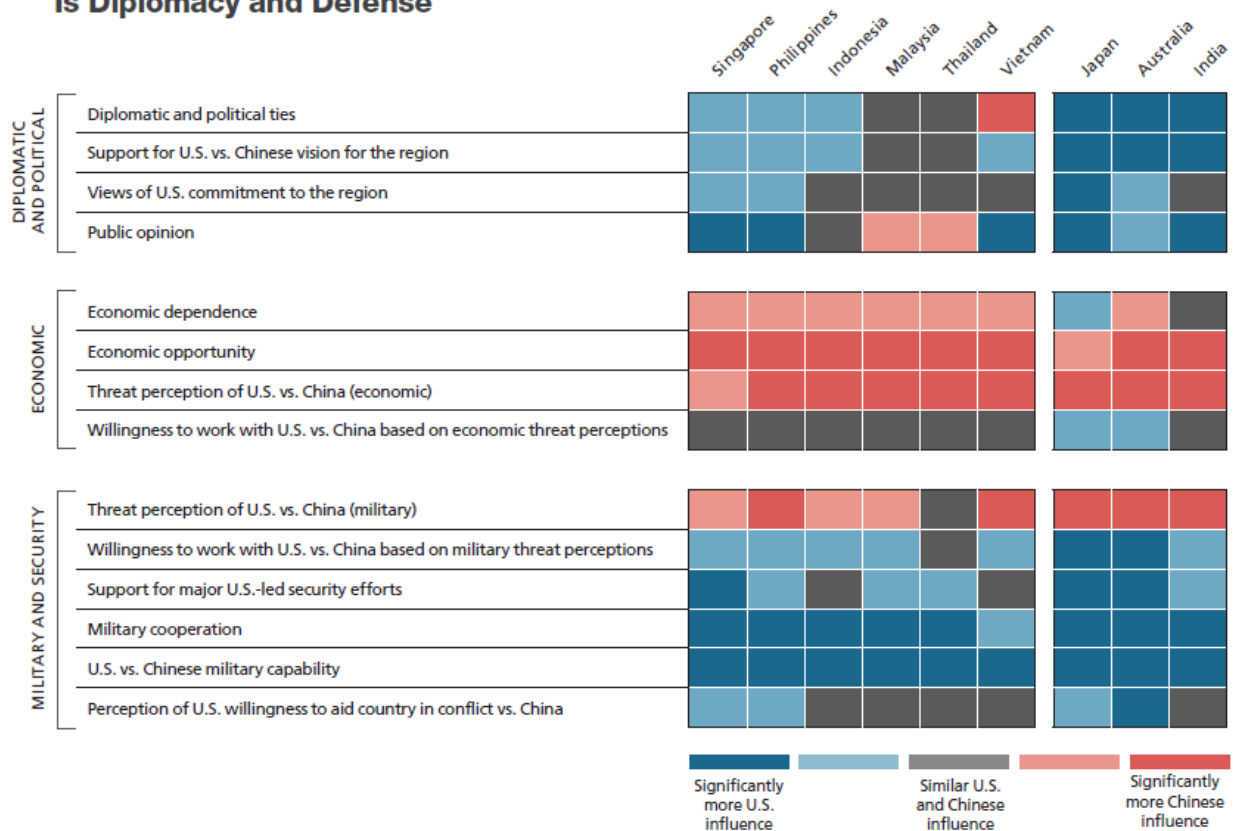 Is Diplomacy and Defense
Singapore
Philippines
Indonesia
Malaysia
Thailand
Vietnam
Japan
Australia
India
DIPLOMATIC
AND POLITICAL
Diplomatic and political ties
Support for U.S. vs. Chinese vision for the region
Views of U.S. commitment to the region
Public opinion
ECONOMIC
Economic dependence
Economic opportunity
Threat perception of U.S. vs. China (economic)
Willingness to work with U.S. vs. China based on economic threat perceptions
MILITARY AND SECURITY
Threat perception of U.S. vs. China (military)
Willingness to work with U.S. vs. China based on military threat perceptions
Support for major U.S.-led security efforts
Military cooperation
U.S. vs. Chinese military capability
Perception of U.S. willingness to aid country in conflict vs. China
Significantly
more U.S.
influence
Similar U.S.
and Chinese
influence
Significantly
more Chinese
influence